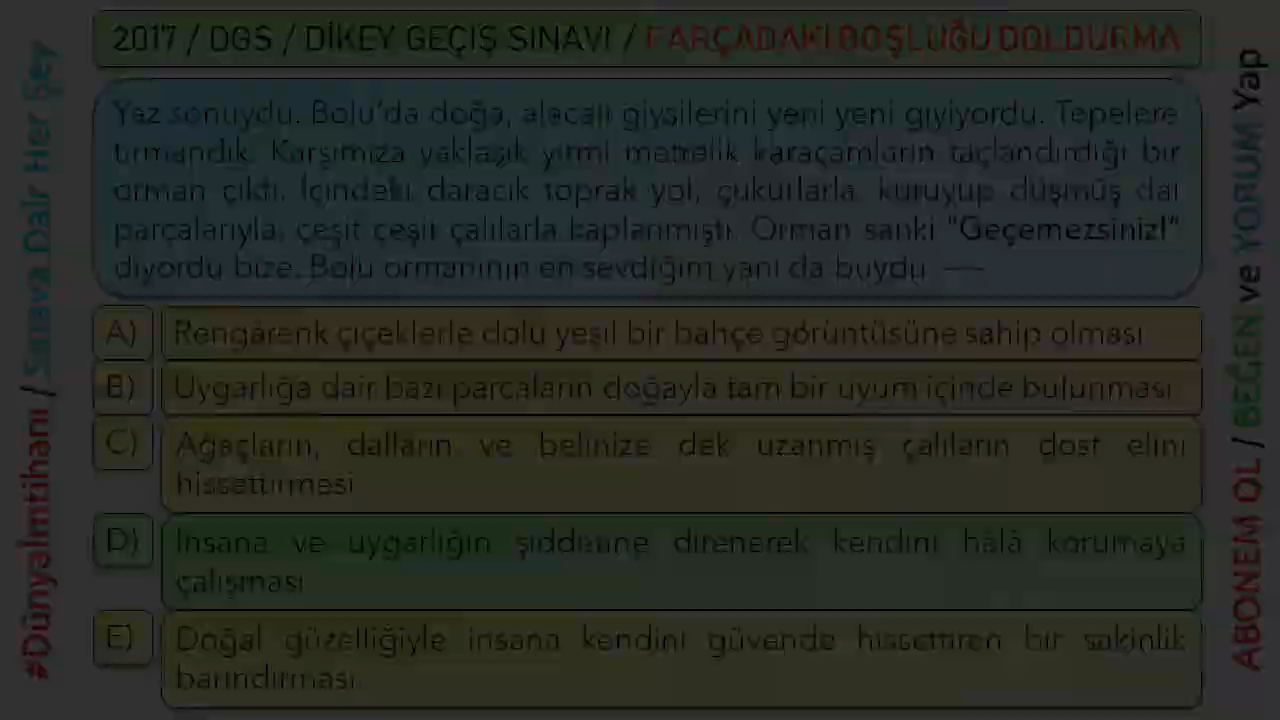 2017 / DGS / DİKEY GEÇİŞ SINAVI / PARÇADAKİ BOŞLUĞU DOLDURMA
Yaz sonuydu. Bolu'da doğa, alacalı giysilerini yeni yeni giyiyordu. Tepelere
tırmandık. Karşımıza yaklaşık yirmi metrelik karaçamların taçlandırdığı bir
orman çıktı. İçindeki daracık toprak yol, çukurlarla, kuruyup düşmüş dal
parçalarıyla, çeşit çeşit çalılarla kaplanmıştı. Orman sanki "Geçemezsiniz!"
diyordu bize. Bolu ormanının en sevdiğim yanı da buydu: ----
A) Rengârenk çiçeklerle dolu yeşil bir bahçe görüntüsüne sahip olması
B) Uygarlığa dair bazı parçaların doğayla tam bir uyum içinde bulunması
C) Ağaçların, dalların ve belinize dek uzanmış çalıların dost elini
hissettirmesi
D) İnsana ve uygarlığın şiddetine direnerek kendini hâlâ korumaya
çalışması
E) Doğal güzelliğiyle insana kendini güvende hissettiren bir sakinlik
barındırması
#Dünyaİmtihanı / Sınava Dair Her Şey
ABONEM OL / BEĞEN ve YORUM Yap